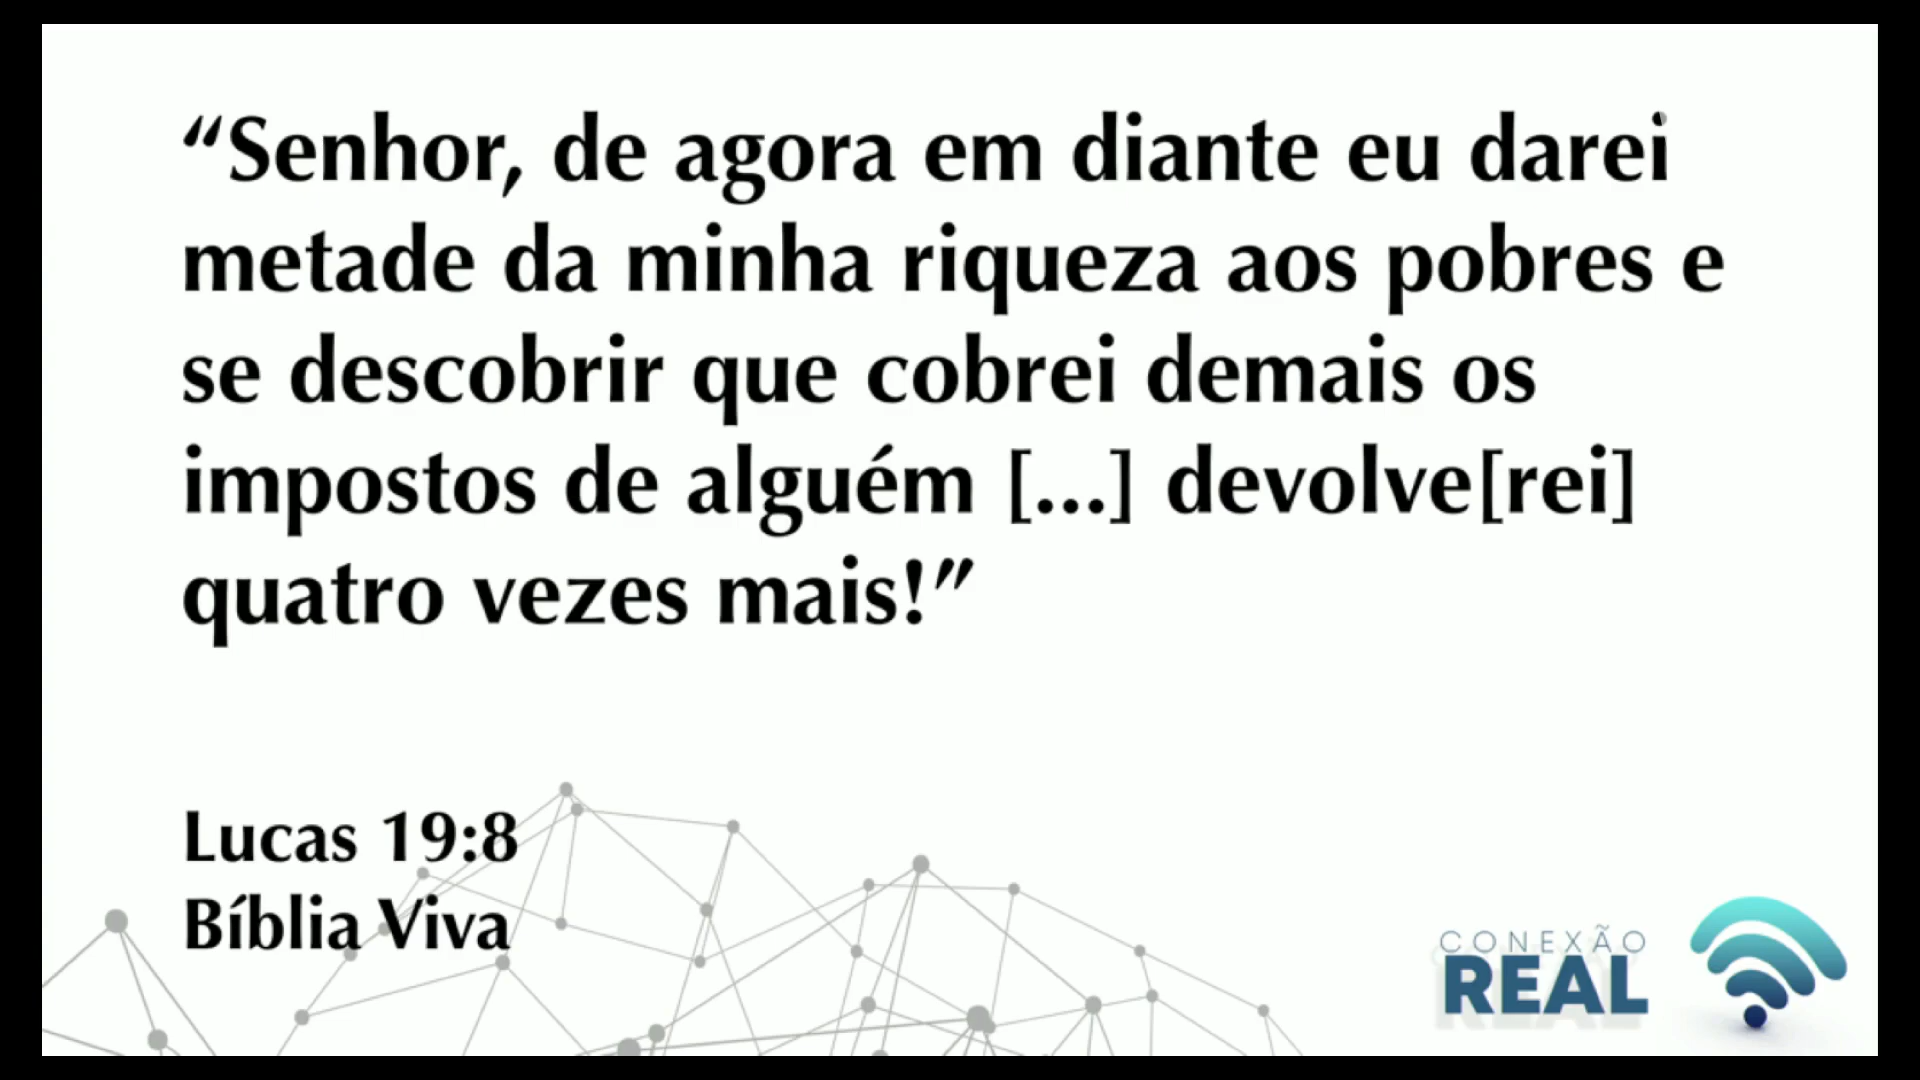 “Senhor, de agora em diante eu darei
metade da minha riqueza aos pobres e
se descobrir que cobrei demais os
impostos de alguém [...] devolve[rei]
quatro vezes mais!”
Lucas 19:8
Bíblia Viva
CONEXÃO
REAL